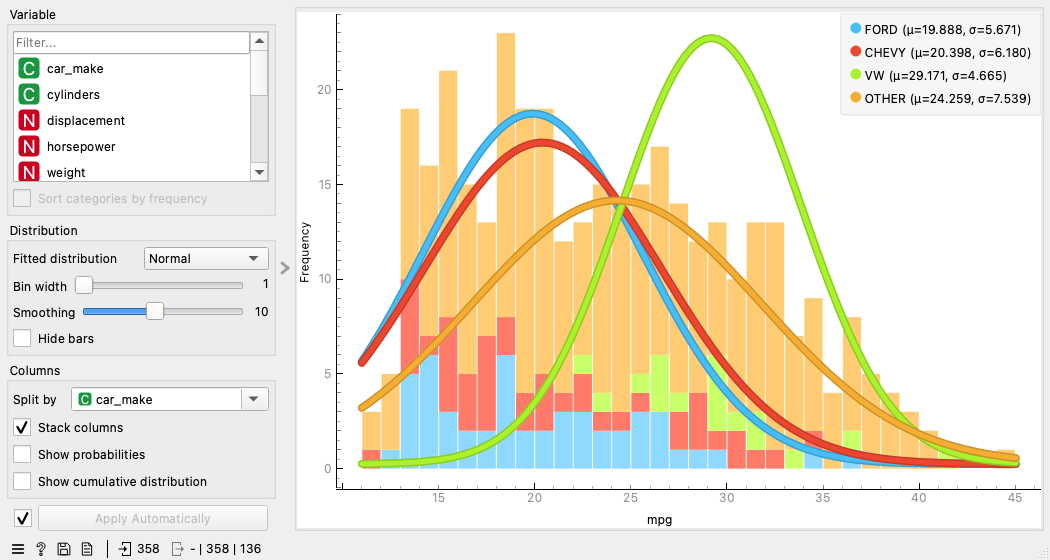 Variable
Filter...
C car_make
C cylinders
N displacement
N horsepower
N weight
Sort categories by frequency
Distribution
Fitted distribution Normal
Bin width 1
Smoothing 10
Hide bars
Columns
Split by C car_make
Stack columns
Show probabilities
Show cumulative distribution
Apply Automatically
? 358 - | 358 | 136
FORD (μ=19.888, σ=5.671)
CHEVY (μ=20.398, σ=6.180)
VW (μ=29.171, σ=4.665)
OTHER (μ=24.259, σ=7.539)
Frequency
20
15
10
5
0
15 20 25 30 35 40 45
mpg